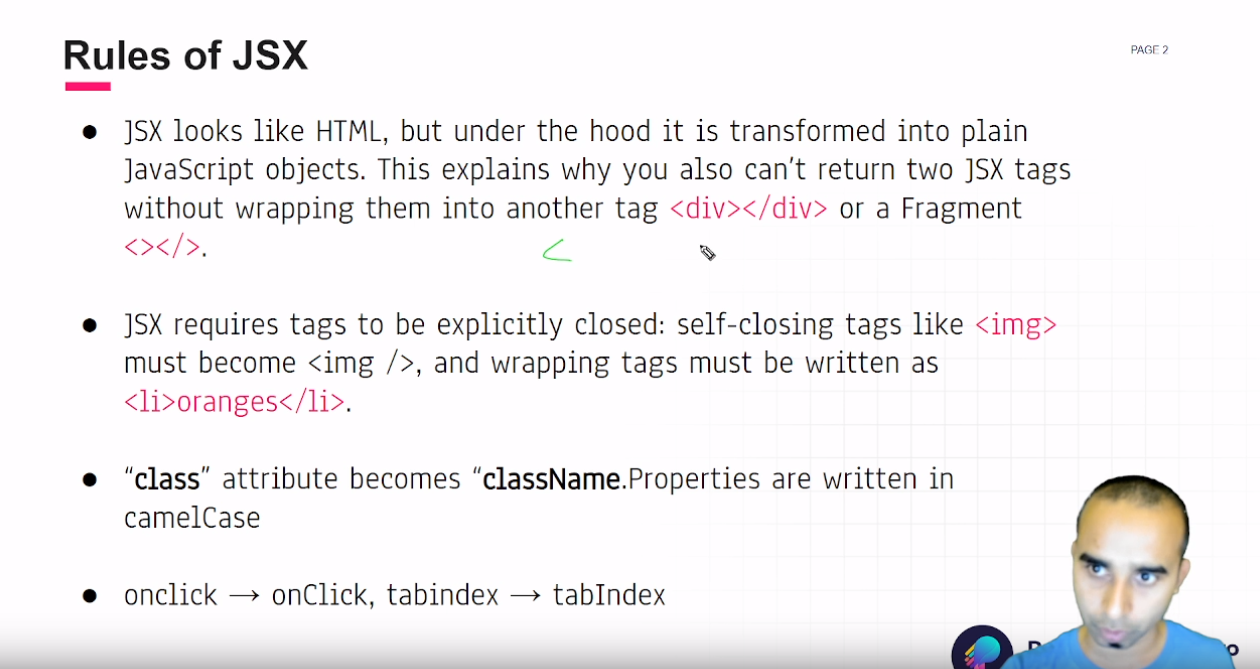 Rules of JSX
PAGE 2
● JSX looks like HTML, but under the hood it is transformed into plain
JavaScript objects. This explains why you also can't return two JSX tags
without wrapping them into another tag <div></div> or a Fragment
<></>.
● JSX requires tags to be explicitly closed: self-closing tags like <img>
must become <img />, and wrapping tags must be written as
<li>oranges</li>.
● “class” attribute becomes “className.Properties are written in
camelCase
● onclick → onClick, tabindex → tabIndex